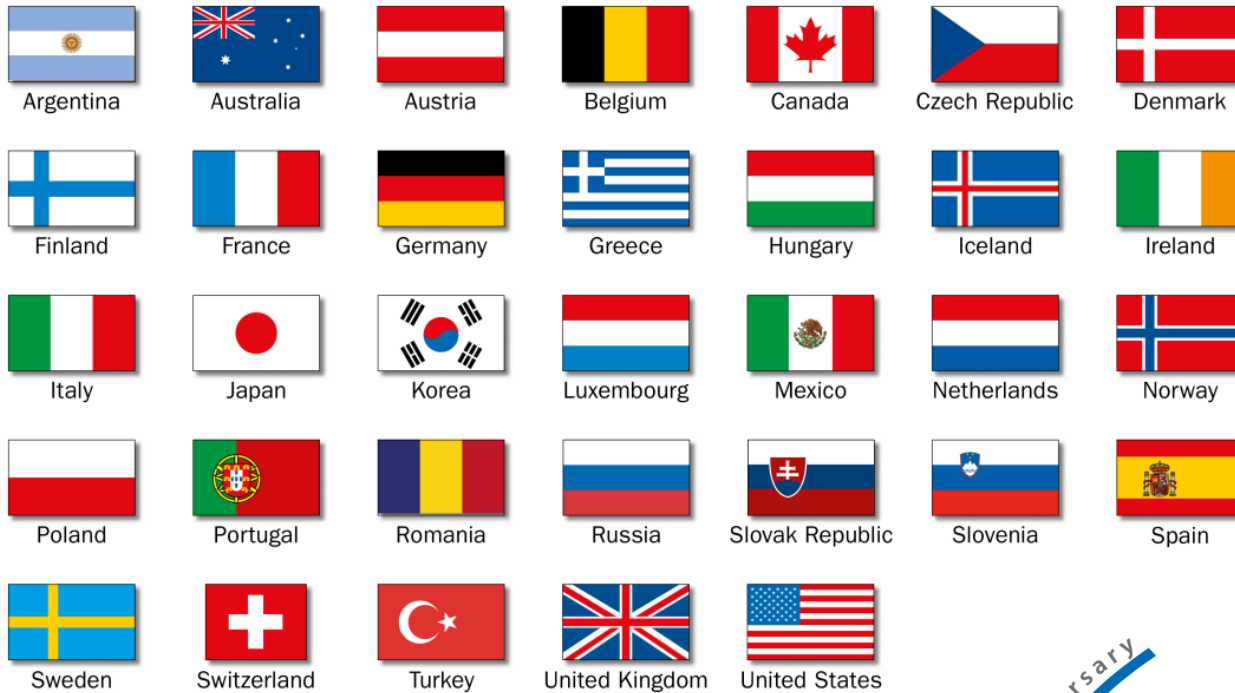 Argentina
Australia
Austria
Belgium
Canada
Czech Republic
Denmark
Finland
France
Germany
Greece
Hungary
Iceland
Ireland
Italy
Japan
Korea
Luxembourg
Mexico
Netherlands
Norway
Poland
Portugal
Romania
Russia
Slovak Republic
Slovenia
Spain
Sweden
Switzerland
Turkey
United Kingdom
United States
rsary